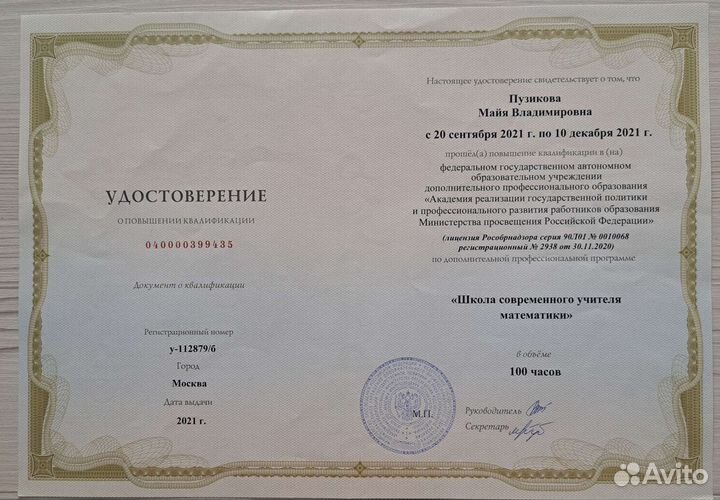 УДОСТОВЕРЕНИЕ
О ПОВЫШЕНИИ КВАЛИФИКАЦИИ
040000399435
Документ о квалификации
Регистрационный номер
у-112879/б
Город
Москва
Дата выдачи
2021 г.
Настоящее удостоверение свидетельствует о том, что
Пузикова
Майя Владимировна
с 20 сентября 2021 г. по 10 декабря 2021 г.
прошёл(а) повышение квалификации в (на)
федеральном государственном автономном
образовательном учреждении
дополнительного профессионального образования
«Академия реализации государственной политики
и профессионального развития работников образования
Министерства просвещения Российской Федерации»
(лицензия Рособрнадзора серия 90Л01 № 0010068
регистрационный № 2938 от 30.11.2020)
по дополнительной профессиональной программе
«Школа современного учителя
математики»
в объёме
100 часов
М.П.
Руководитель
Секретарь
Avito